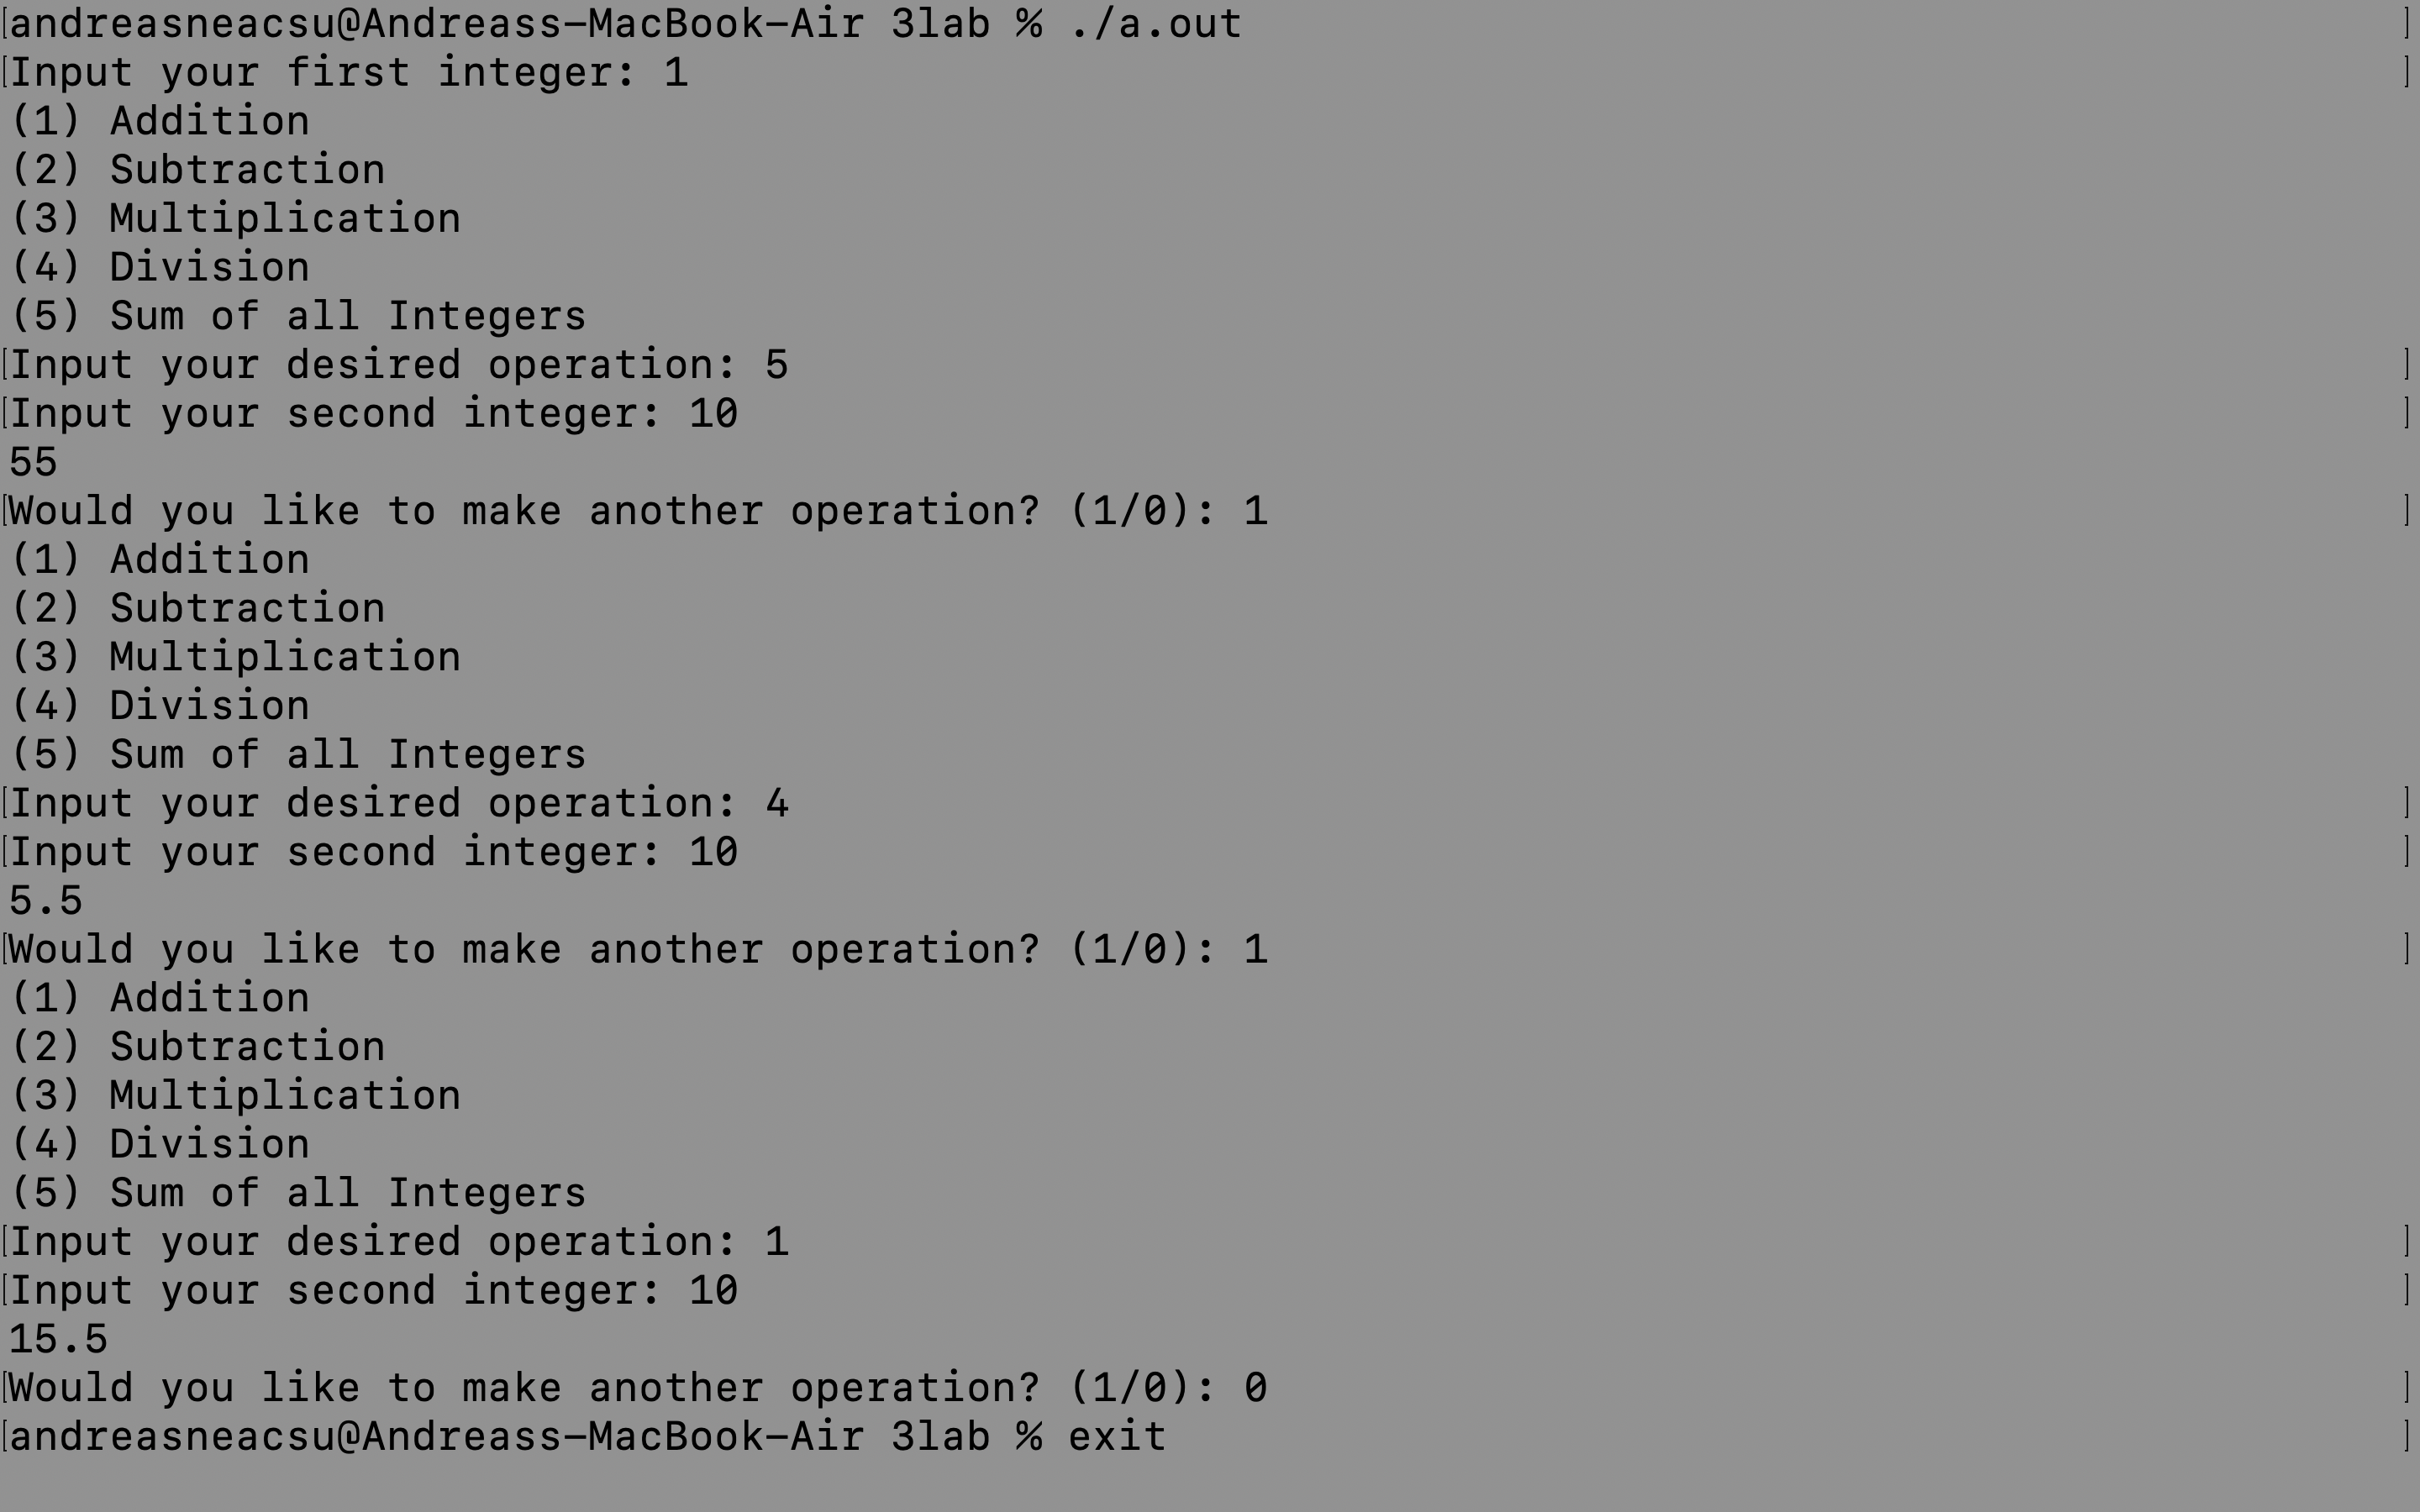 [andreasneacsu@Andreass-MacBook-Air 3lab % ./a.out ]
[Input your first integer: 1 ]
(1) Addition
(2) Subtraction
(3) Multiplication
(4) Division
(5) Sum of all Integers
[Input your desired operation: 5 ]
[Input your second integer: 10 ]
55
[Would you like to make another operation? (1/0): 1 ]
(1) Addition
(2) Subtraction
(3) Multiplication
(4) Division
(5) Sum of all Integers
[Input your desired operation: 4 ]
[Input your second integer: 10 ]
5.5
[Would you like to make another operation? (1/0): 1 ]
(1) Addition
(2) Subtraction
(3) Multiplication
(4) Division
(5) Sum of all Integers
[Input your desired operation: 1 ]
[Input your second integer: 10 ]
15.5
[Would you like to make another operation? (1/0): 0 ]
[andreasneacsu@Andreass-MacBook-Air 3lab % exit ]